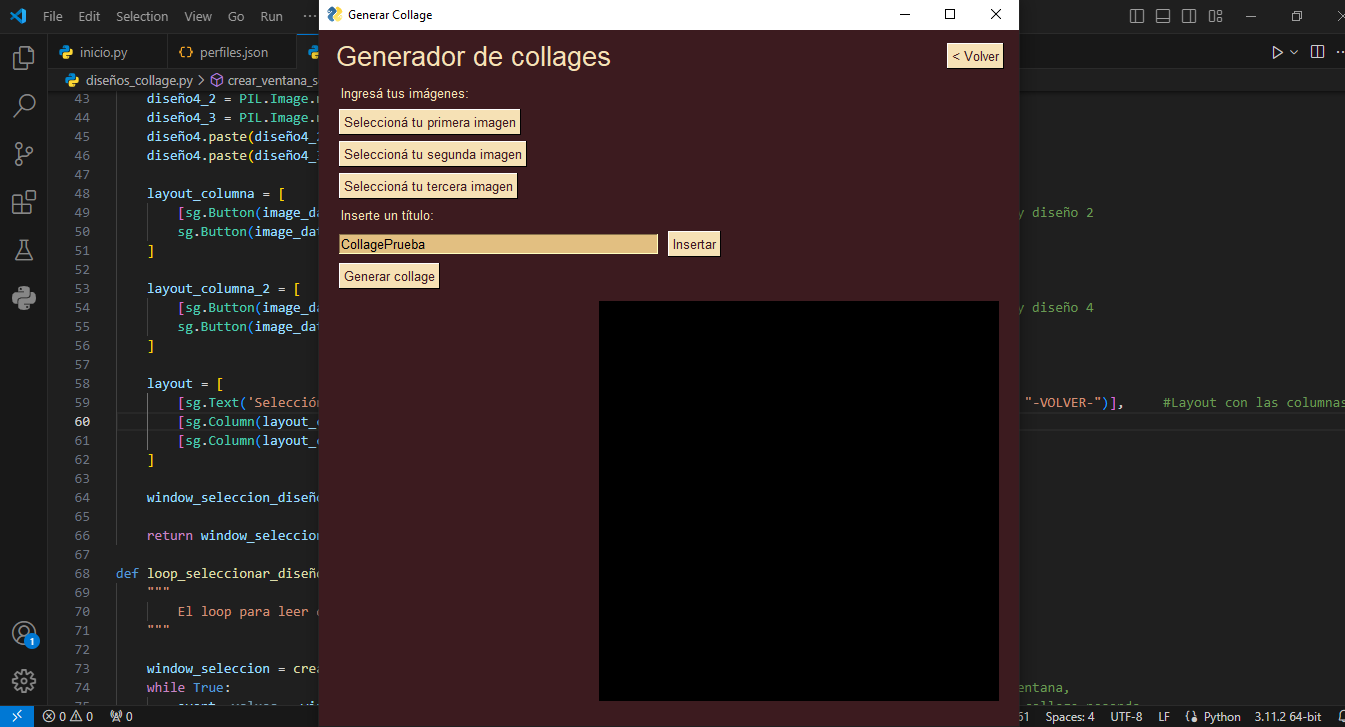 File Edit Selection View Go Run ···
Generar Collage
inicio.py
perfiles.json
diseños_collage.py > crear_ventana_s
Generador de collages
< Volver
Ingresá tus imágenes:
Seleccioná tu primera imagen
Seleccioná tu segunda imagen
Seleccioná tu tercera imagen
Inserte un título:
CollagePrueba
Insertar
Generar collage
43 diseño4_2 = PIL.Image.
44 diseño4_3 = PIL.Image.
45 diseño4.paste(diseño4_
46 diseño4.paste(diseño4_
47
48 layout_columna = [
49 [sg.Button(image_d y diseño 2
50 sg.Button(image_dat
51 ]
52
53 layout_columna_2 = [
54 [sg.Button(image_d y diseño 4
55 sg.Button(image_dat
56 ]
57
58 layout = [
59 [sg.Text('Selección "-VOLVER-")], #Layout con las columnas
60 [sg.Column(layout_
61 [sg.Column(layout_
62 ]
63
64 window_seleccion_diseñ
65
66 return window_seleccion
67
68 def loop_seleccionar_diseñ
69 """
70 El loop para leer
71 """
72
73 window_seleccion = crea
74 while True: entana,
1
0 0 0
Spaces: 4 UTF-8 LF Python 3.11.2 64-bit